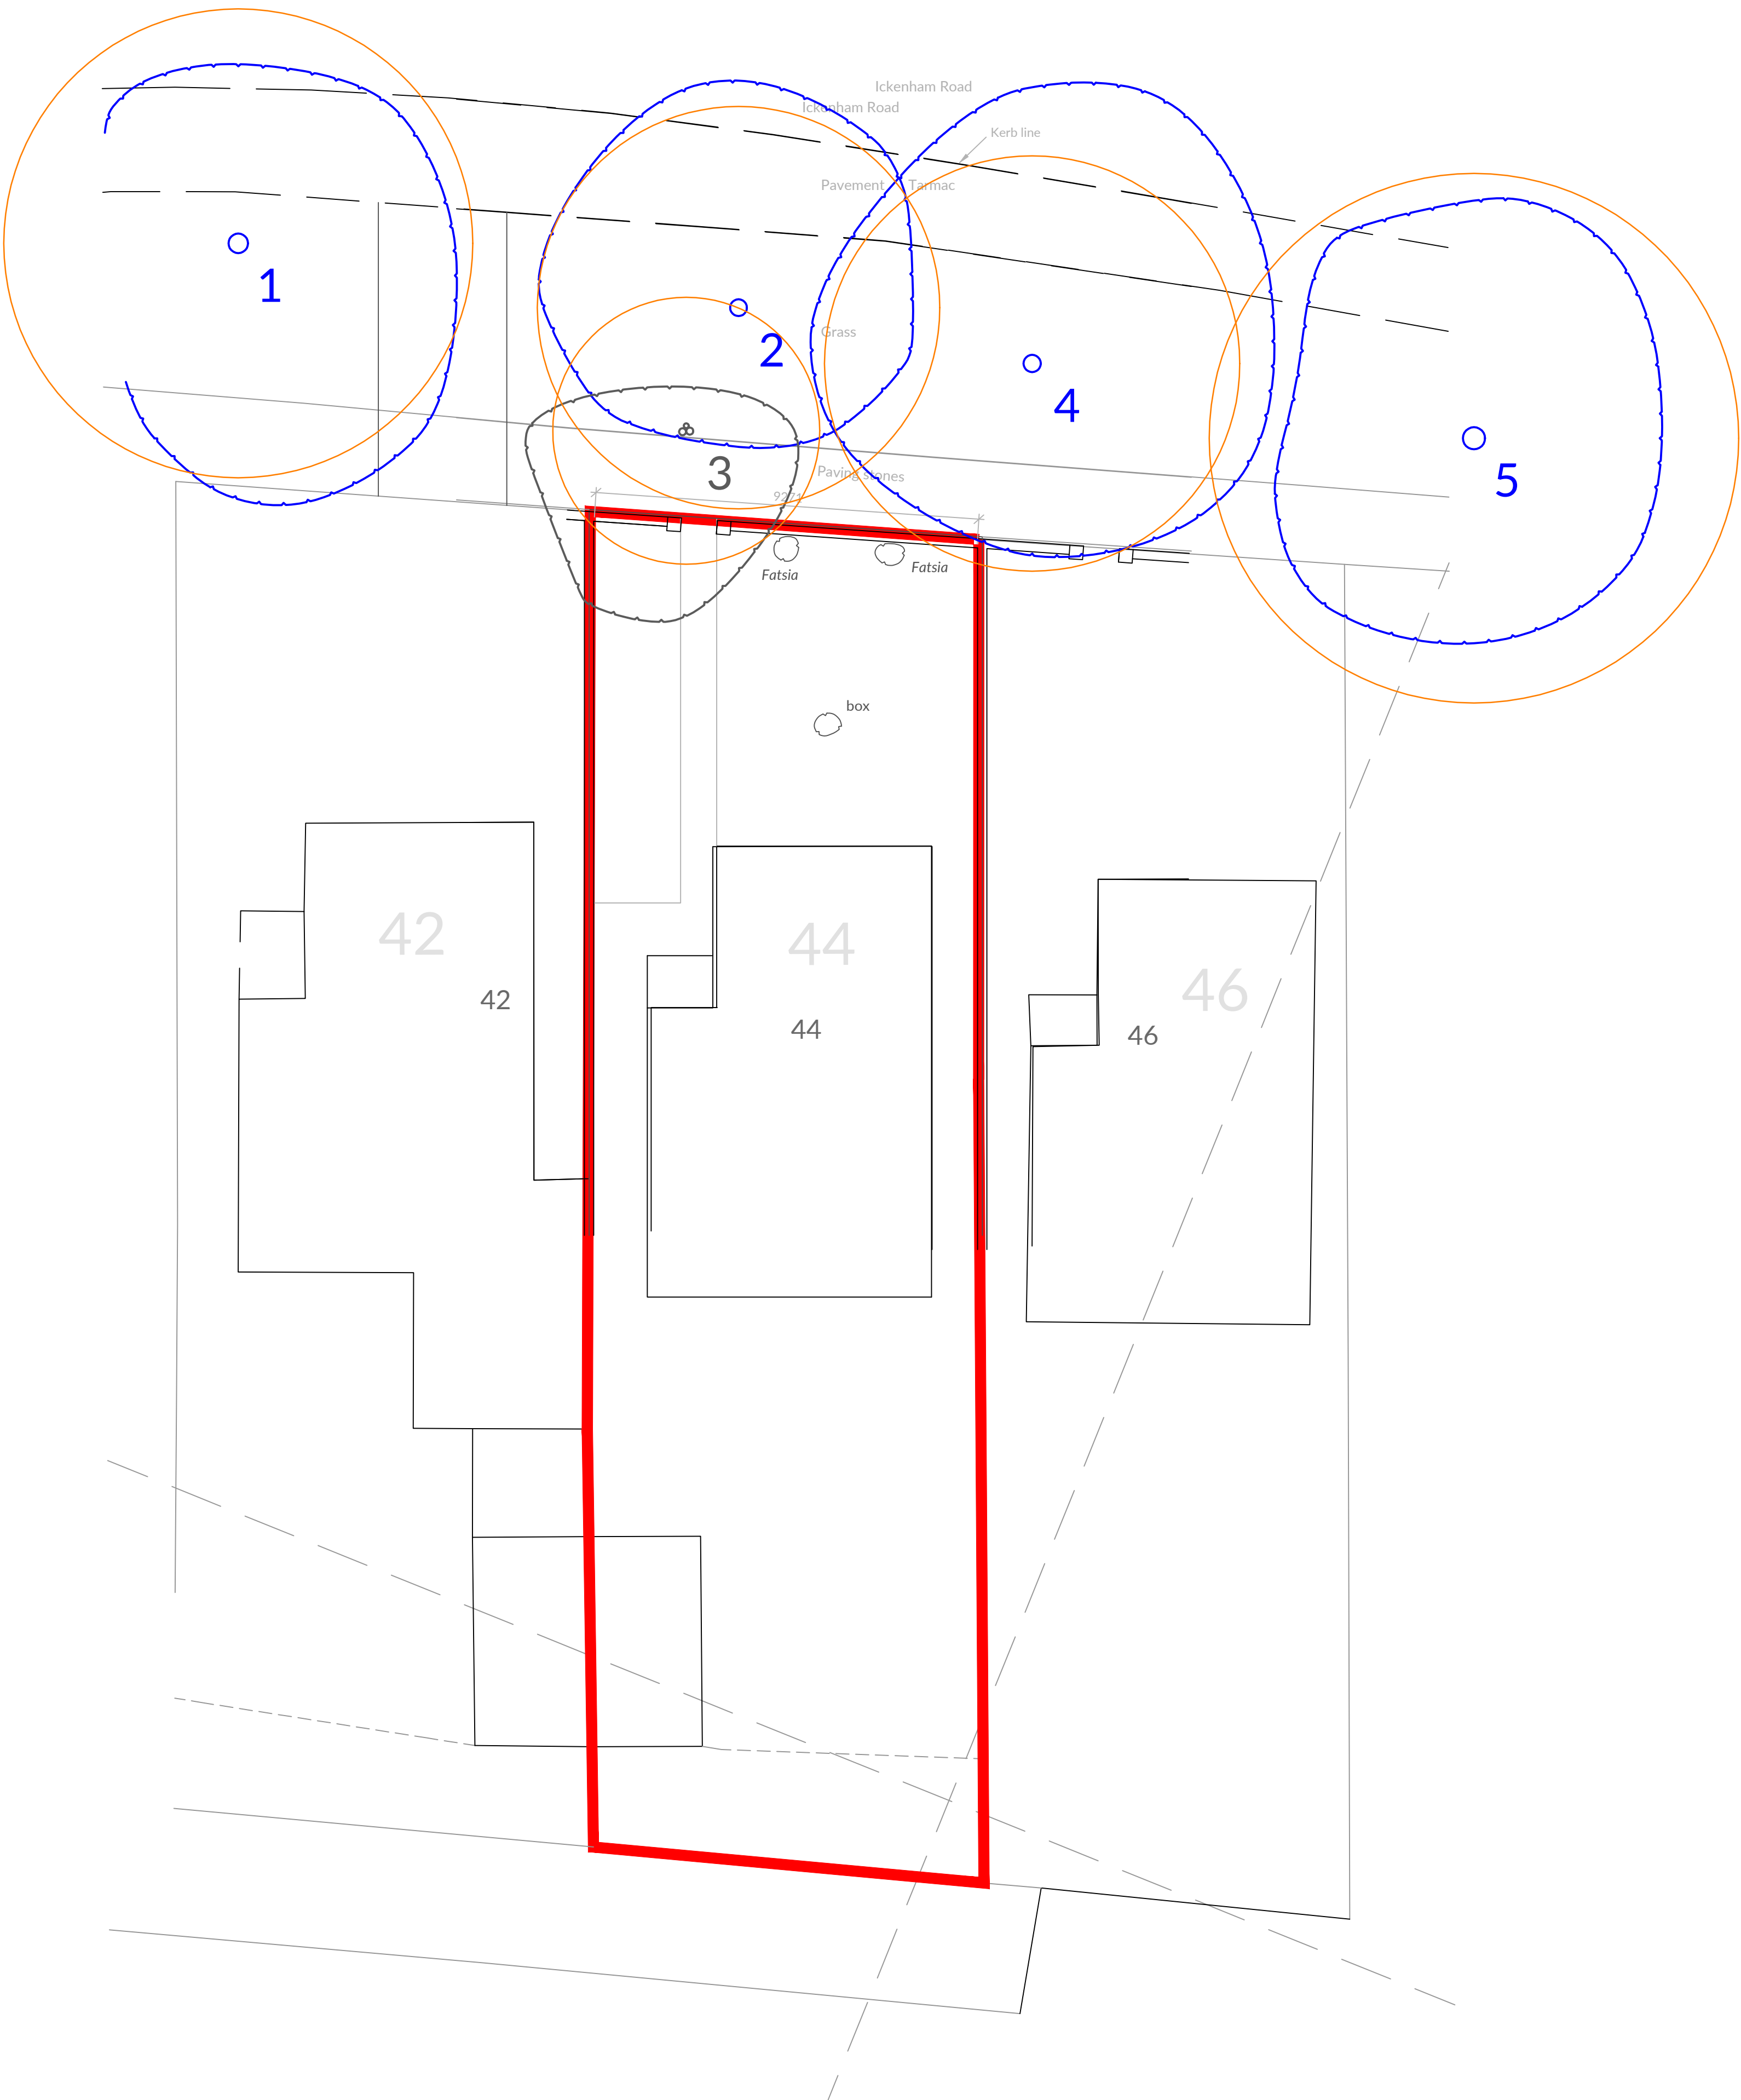 Ickenham Road
Ickenham Road
Kerb line
Pavement
Tarmac
1
2
Grass
4
3
Paving stones
5
9271
Fatsia
Fatsia
box
42
44
46
42
44
46